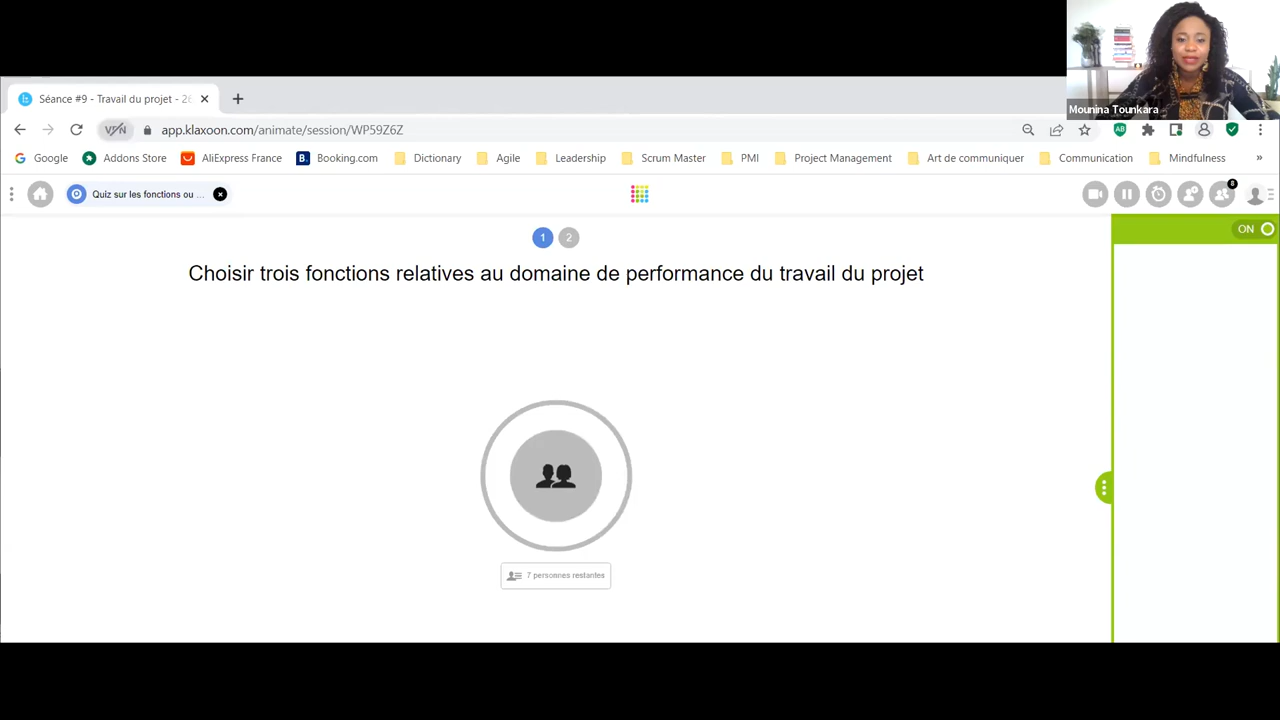 Mounina Tounkara
Séance #9 - Travail du projet - 26
app.klaxoon.com/animate/session/WP59Z6Z
Google Addons Store AliExpress France B. Booking.com Dictionary Agile Leadership Scrum Master PMI Project Management Art de communiquer Communication Mindfulness »
Quiz sur les fonctions ou ...
8
ON
1 2
Choisir trois fonctions relatives au domaine de performance du travail du projet
7 personnes restantes